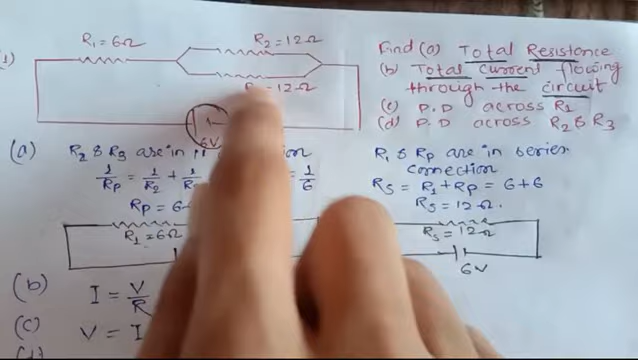 1)
R₁=6Ω
R₂=12Ω
=12Ω
6V
Find (a) Total Resistance
(b) Total current flowing
through the circuit
(c) P.D across R₁
(d) P.D across R₂ & R₃
(a) R₂ & R₃ are in
1/Rp = 1/R₂ +
= 1/6
Rp = 6
R₁ & Rp are in series
connection
Rs = R₁ + Rp = 6+6
Rs = 12Ω.
R₁=6Ω
Rs=12Ω
6V
(b) I = V/R
(c) V = I